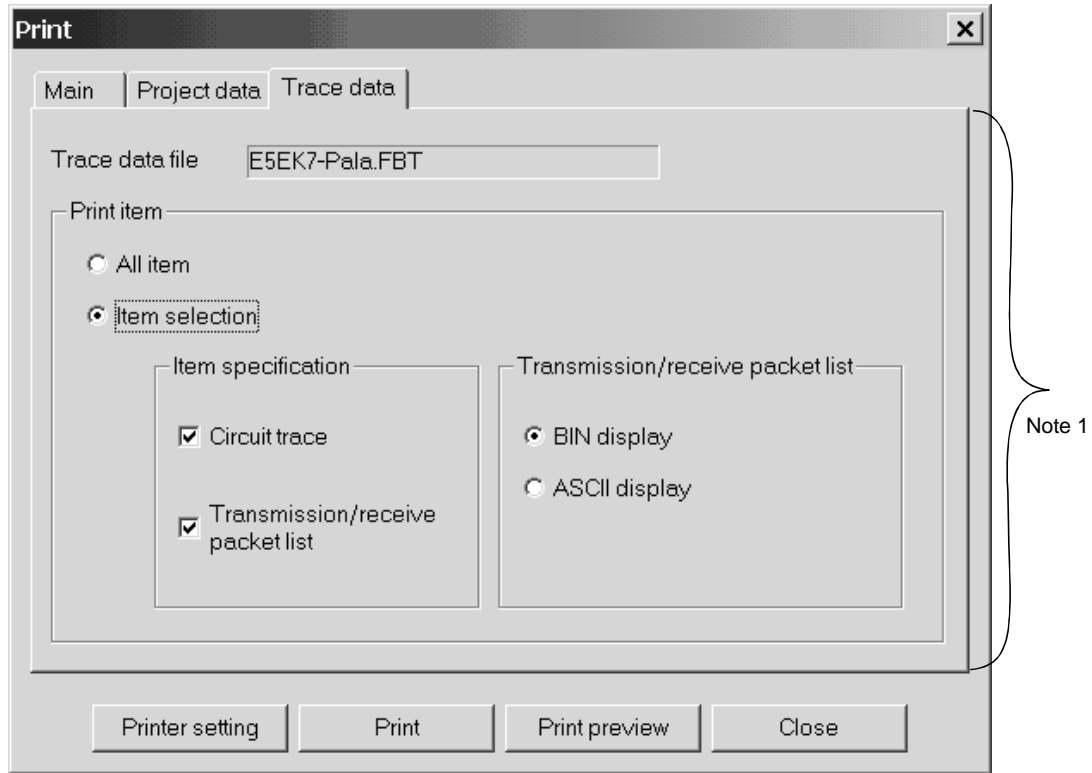 Print
Main
Project data
Trace data
Trace data file
E5EK7-Pala.FBT
Print item
All item
Item selection
Item specification
Circuit trace
Transmission/receive
packet list
Transmission/receive packet list
BIN display
ASCII display
Note 1
Printer setting
Print
Print preview
Close